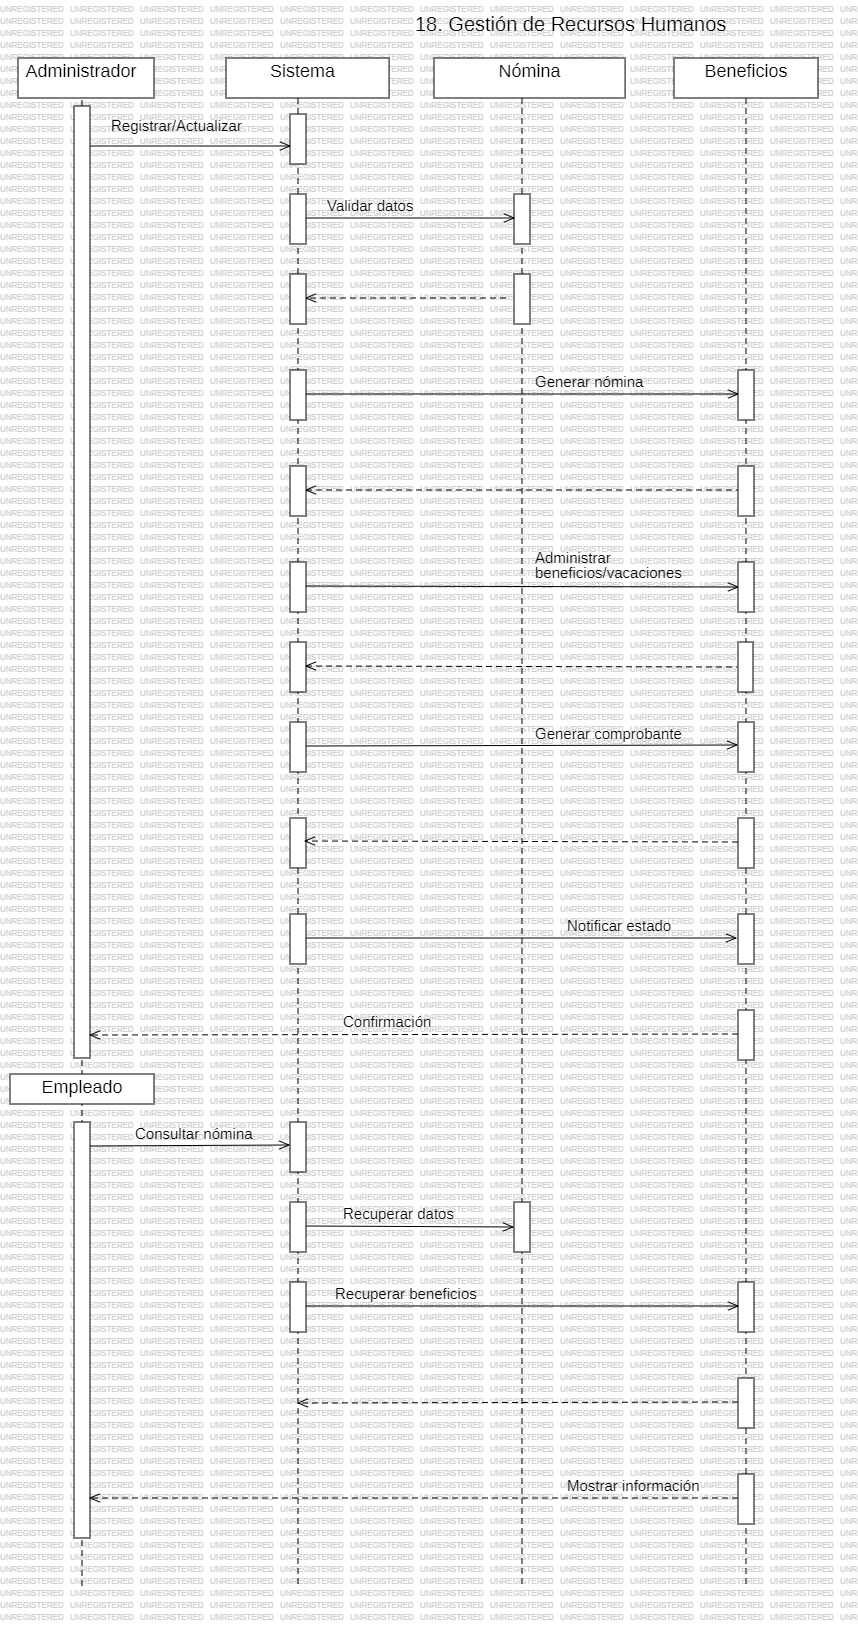 18. Gestión de Recursos Humanos
Administrador
Sistema
Nómina
Beneficios
Registrar/Actualizar
Validar datos
Generar nómina
Administrar
beneficios/vacaciones
Generar comprobante
Notificar estado
Confirmación
Empleado
Consultar nómina
Recuperar datos
Recuperar beneficios
Mostrar información
UNREGISTERED